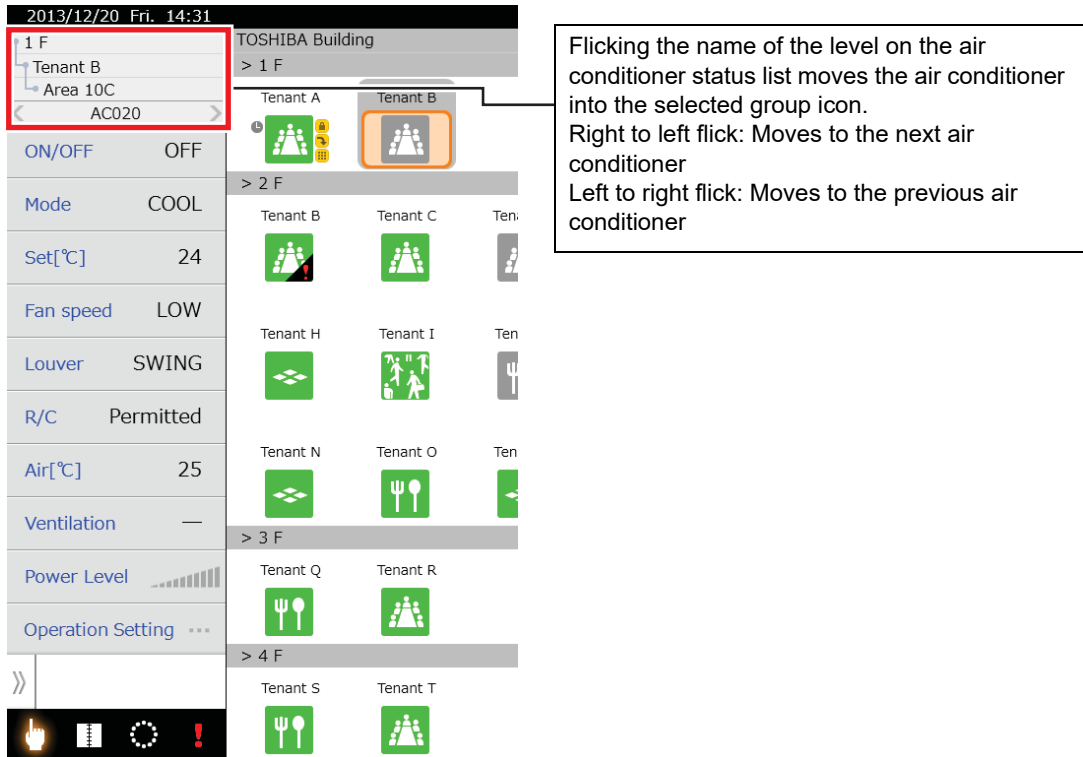 2013/12/20 Fri. 14:31
1 F
Tenant B
Area 10C
AC020
ON/OFF OFF
Mode COOL
Set[℃] 24
Fan speed LOW
Louver SWING
R/C Permitted
Air[℃] 25
Ventilation —
Power Level
Operation Setting ...
TOSHIBA Building
> 1 F
Tenant A Tenant B
> 2 F
Tenant B Tenant C Ten
Tenant H Tenant I Ten
Tenant N Tenant O Ten
> 3 F
Tenant Q Tenant R
> 4 F
Tenant S Tenant T
Flicking the name of the level on the air
conditioner status list moves the air conditioner
into the selected group icon.
Right to left flick: Moves to the next air
conditioner
Left to right flick: Moves to the previous air
conditioner